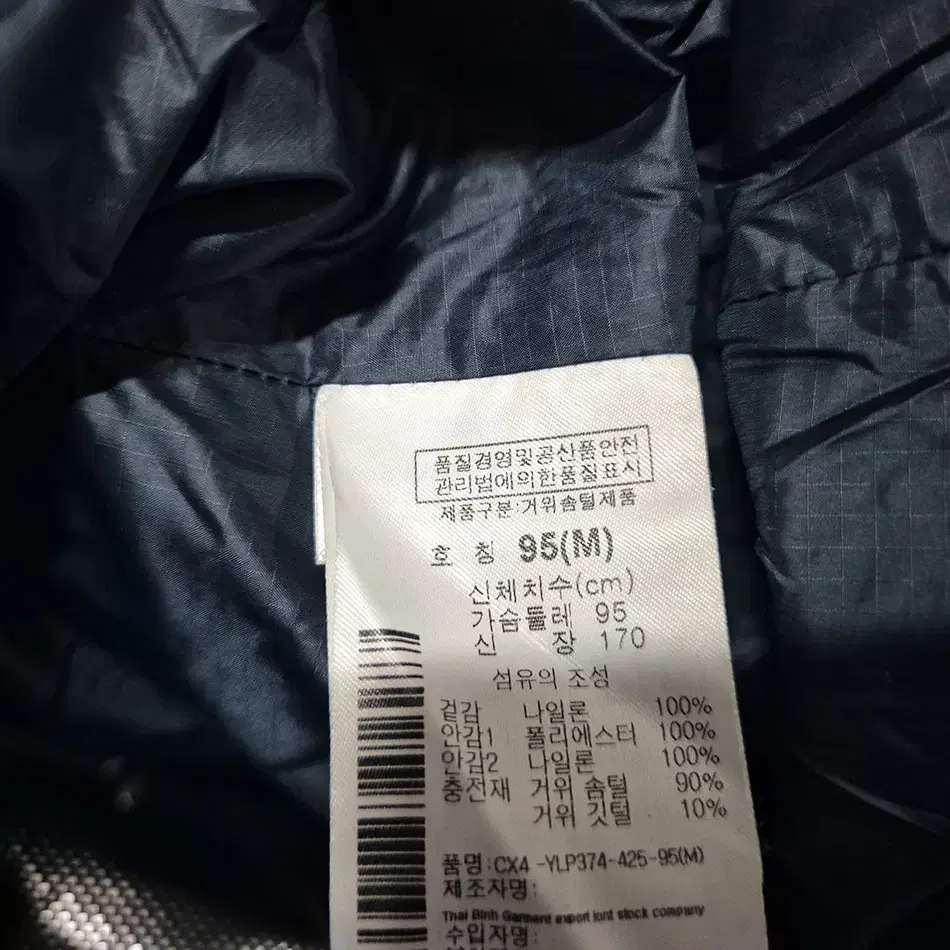 품질경영및공산품안전
관리법에의한품질표시
제품구분:거위솜털제품
호 칭 95(M)
신체치수(cm)
가슴둘레 95
신 장 170
섬유의 조성
겉감 나일론 100%
안감1 폴리에스터 100%
안감2 나일론 100%
충전재 거위 솜털 90%
거위 깃털 10%
품명:CX4 -YLP374-425-95(M)
제조자명:
Thai Binh Garment export joint stock company
수입자명: